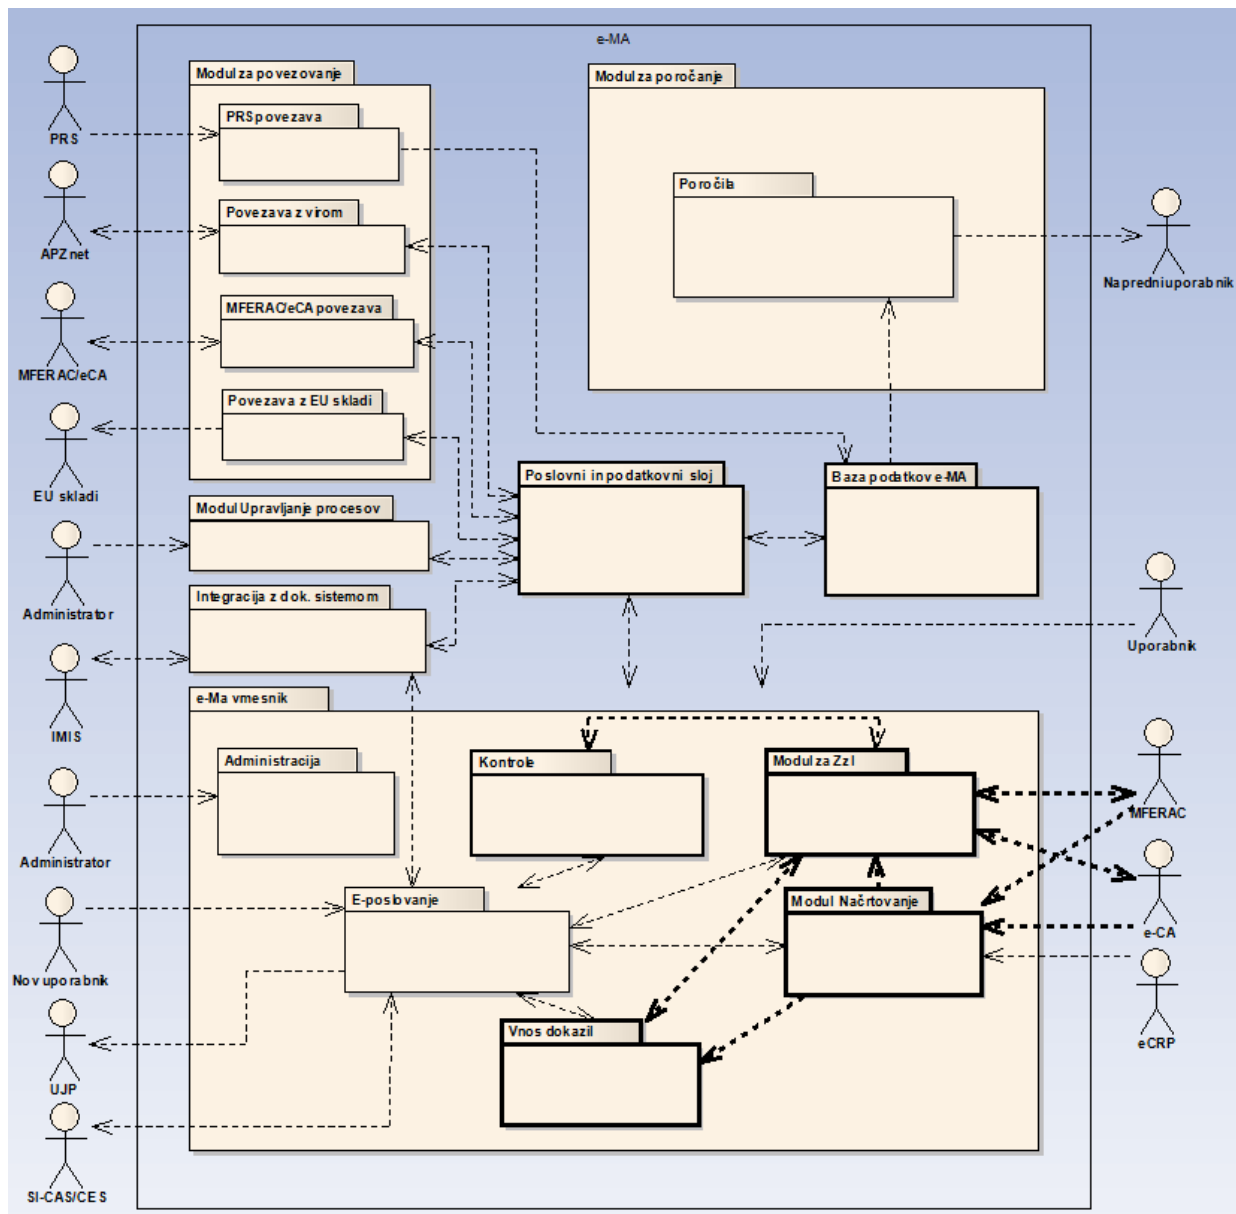 e-MA
Modul za povezovanje
PRS povezava
Povezava z virom
MFERAC/eCA povezava
Povezava z EU skladi
Modul za poročanje
Poročila
PRS
APZ net
MFERAC/eCA
EU skladi
Administrator
IMIS
Administrator
Nov uporabnik
UJP
SI-CAS/CES
Napredni uporabnik
Poslovni in podatkovni sloj
Baza podatkov e-MA
Modul Upravljanje procesov
Integracija z dok. sistemom
Uporabnik
e-Ma vmesnik
Administracija
Kontrole
Modul za ZzI
MFERAC
E-poslovanje
Modul Načrtovanje
e-CA
Vnos dokazil
eCRP